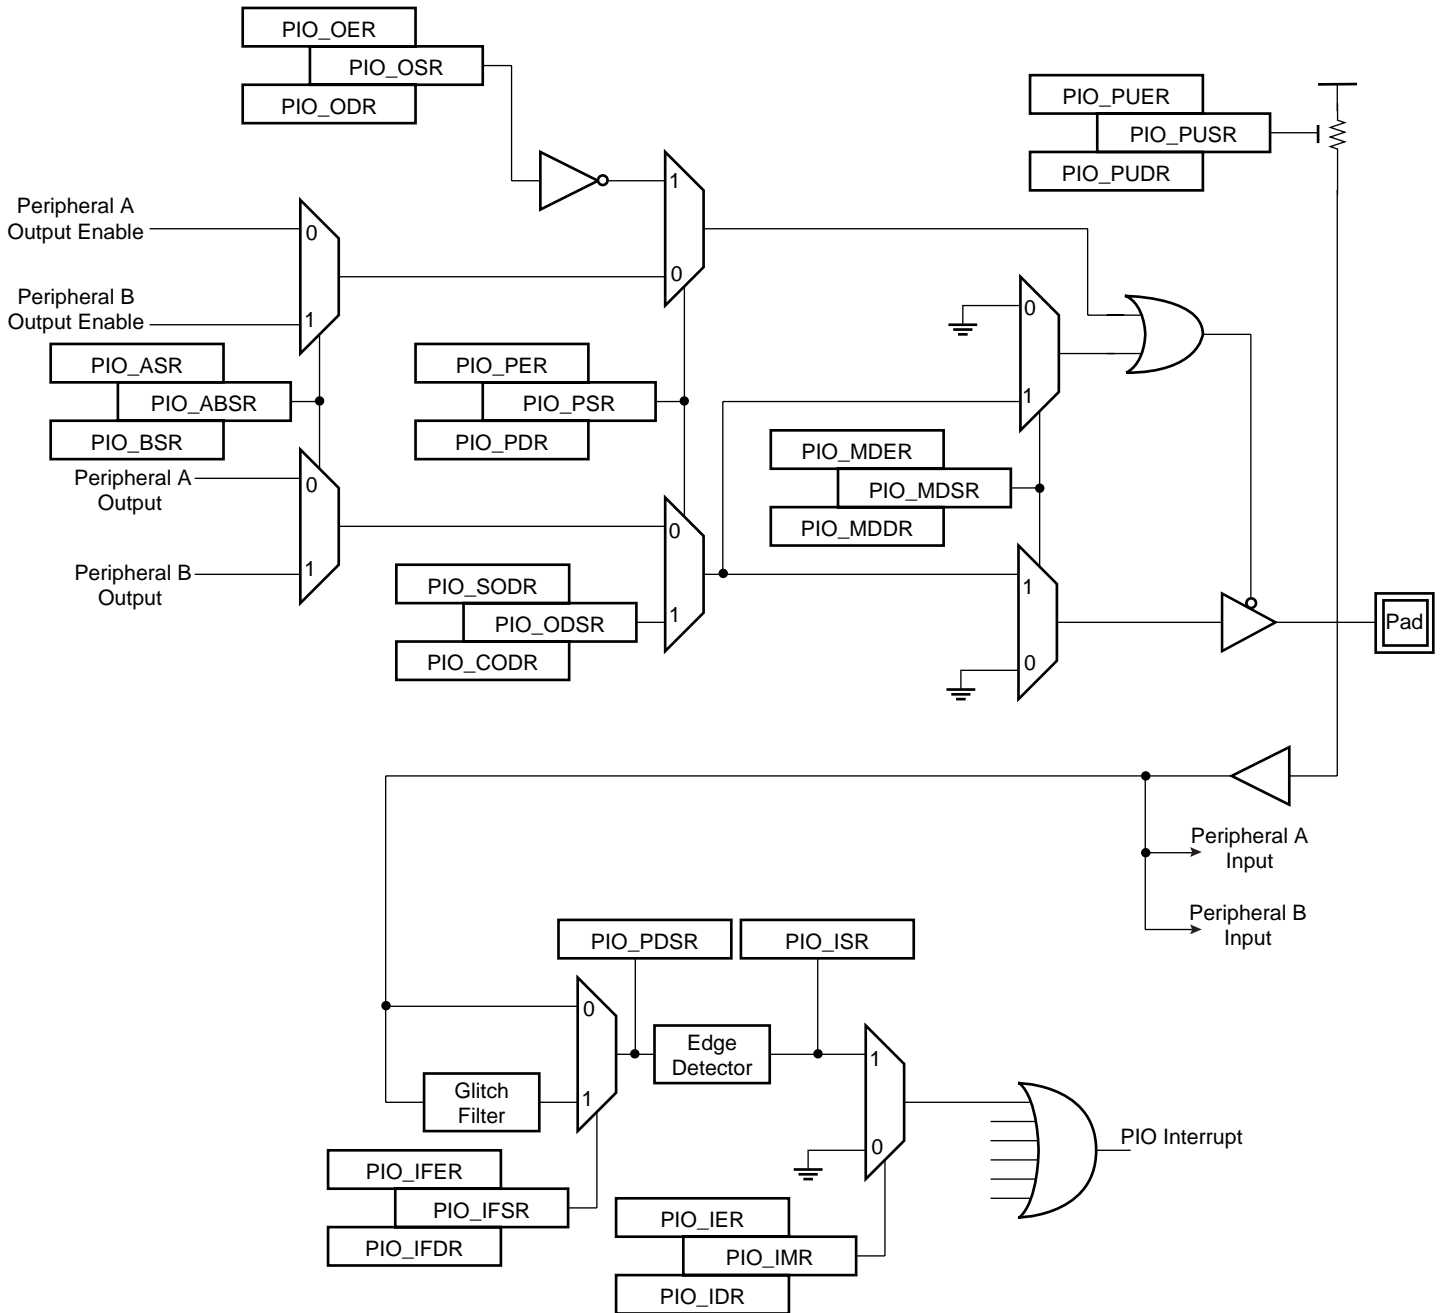 PIO_OER
PIO_OSR
PIO_ODR
PIO_PUER
PIO_PUSR
PIO_PUDR
1
0
Peripheral A
Output Enable
0
Peripheral B
Output Enable
1
0
1
PIO_ASR
PIO_ABSR
PIO_BSR
PIO_PER
PIO_PSR
PIO_PDR
PIO_MDER
PIO_MDSR
PIO_MDDR
Peripheral A
Output
0
Peripheral B
Output
1
0
1
PIO_SODR
PIO_ODSR
PIO_CODR
1
0
Pad
Peripheral A
Input
Peripheral B
Input
PIO_PDSR
PIO_ISR
0
1
Glitch
Filter
Edge
Detector
1
0
PIO Interrupt
PIO_IFER
PIO_IFSR
PIO_IFDR
PIO_IER
PIO_IMR
PIO_IDR